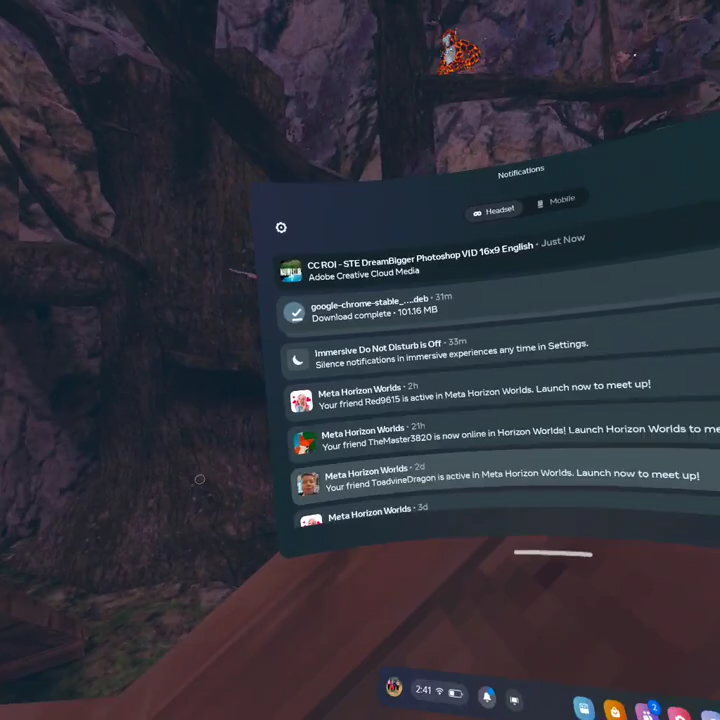 Notifications
Headset
Mobile
CC ROI - STE DreamBigger Photoshop VID 16x9 English · Just Now
Adobe Creative Cloud Media
google-chrome-stable_....deb · 31m
Download complete · 101.16 MB
Immersive Do Not Disturb is Off · 33m
Silence notifications in immersive experiences any time in Settings.
Meta Horizon Worlds · 2h
Your friend Red9615 is active in Meta Horizon Worlds. Launch now to meet up!
Meta Horizon Worlds · 21h
Your friend TheMaster3820 is now online in Horizon Worlds! Launch Horizon Worlds to me
Meta Horizon Worlds · 2d
Your friend ToadvineDragon is active in Meta Horizon Worlds. Launch now to meet up!
Meta Horizon Worlds · 3d
2:41
2